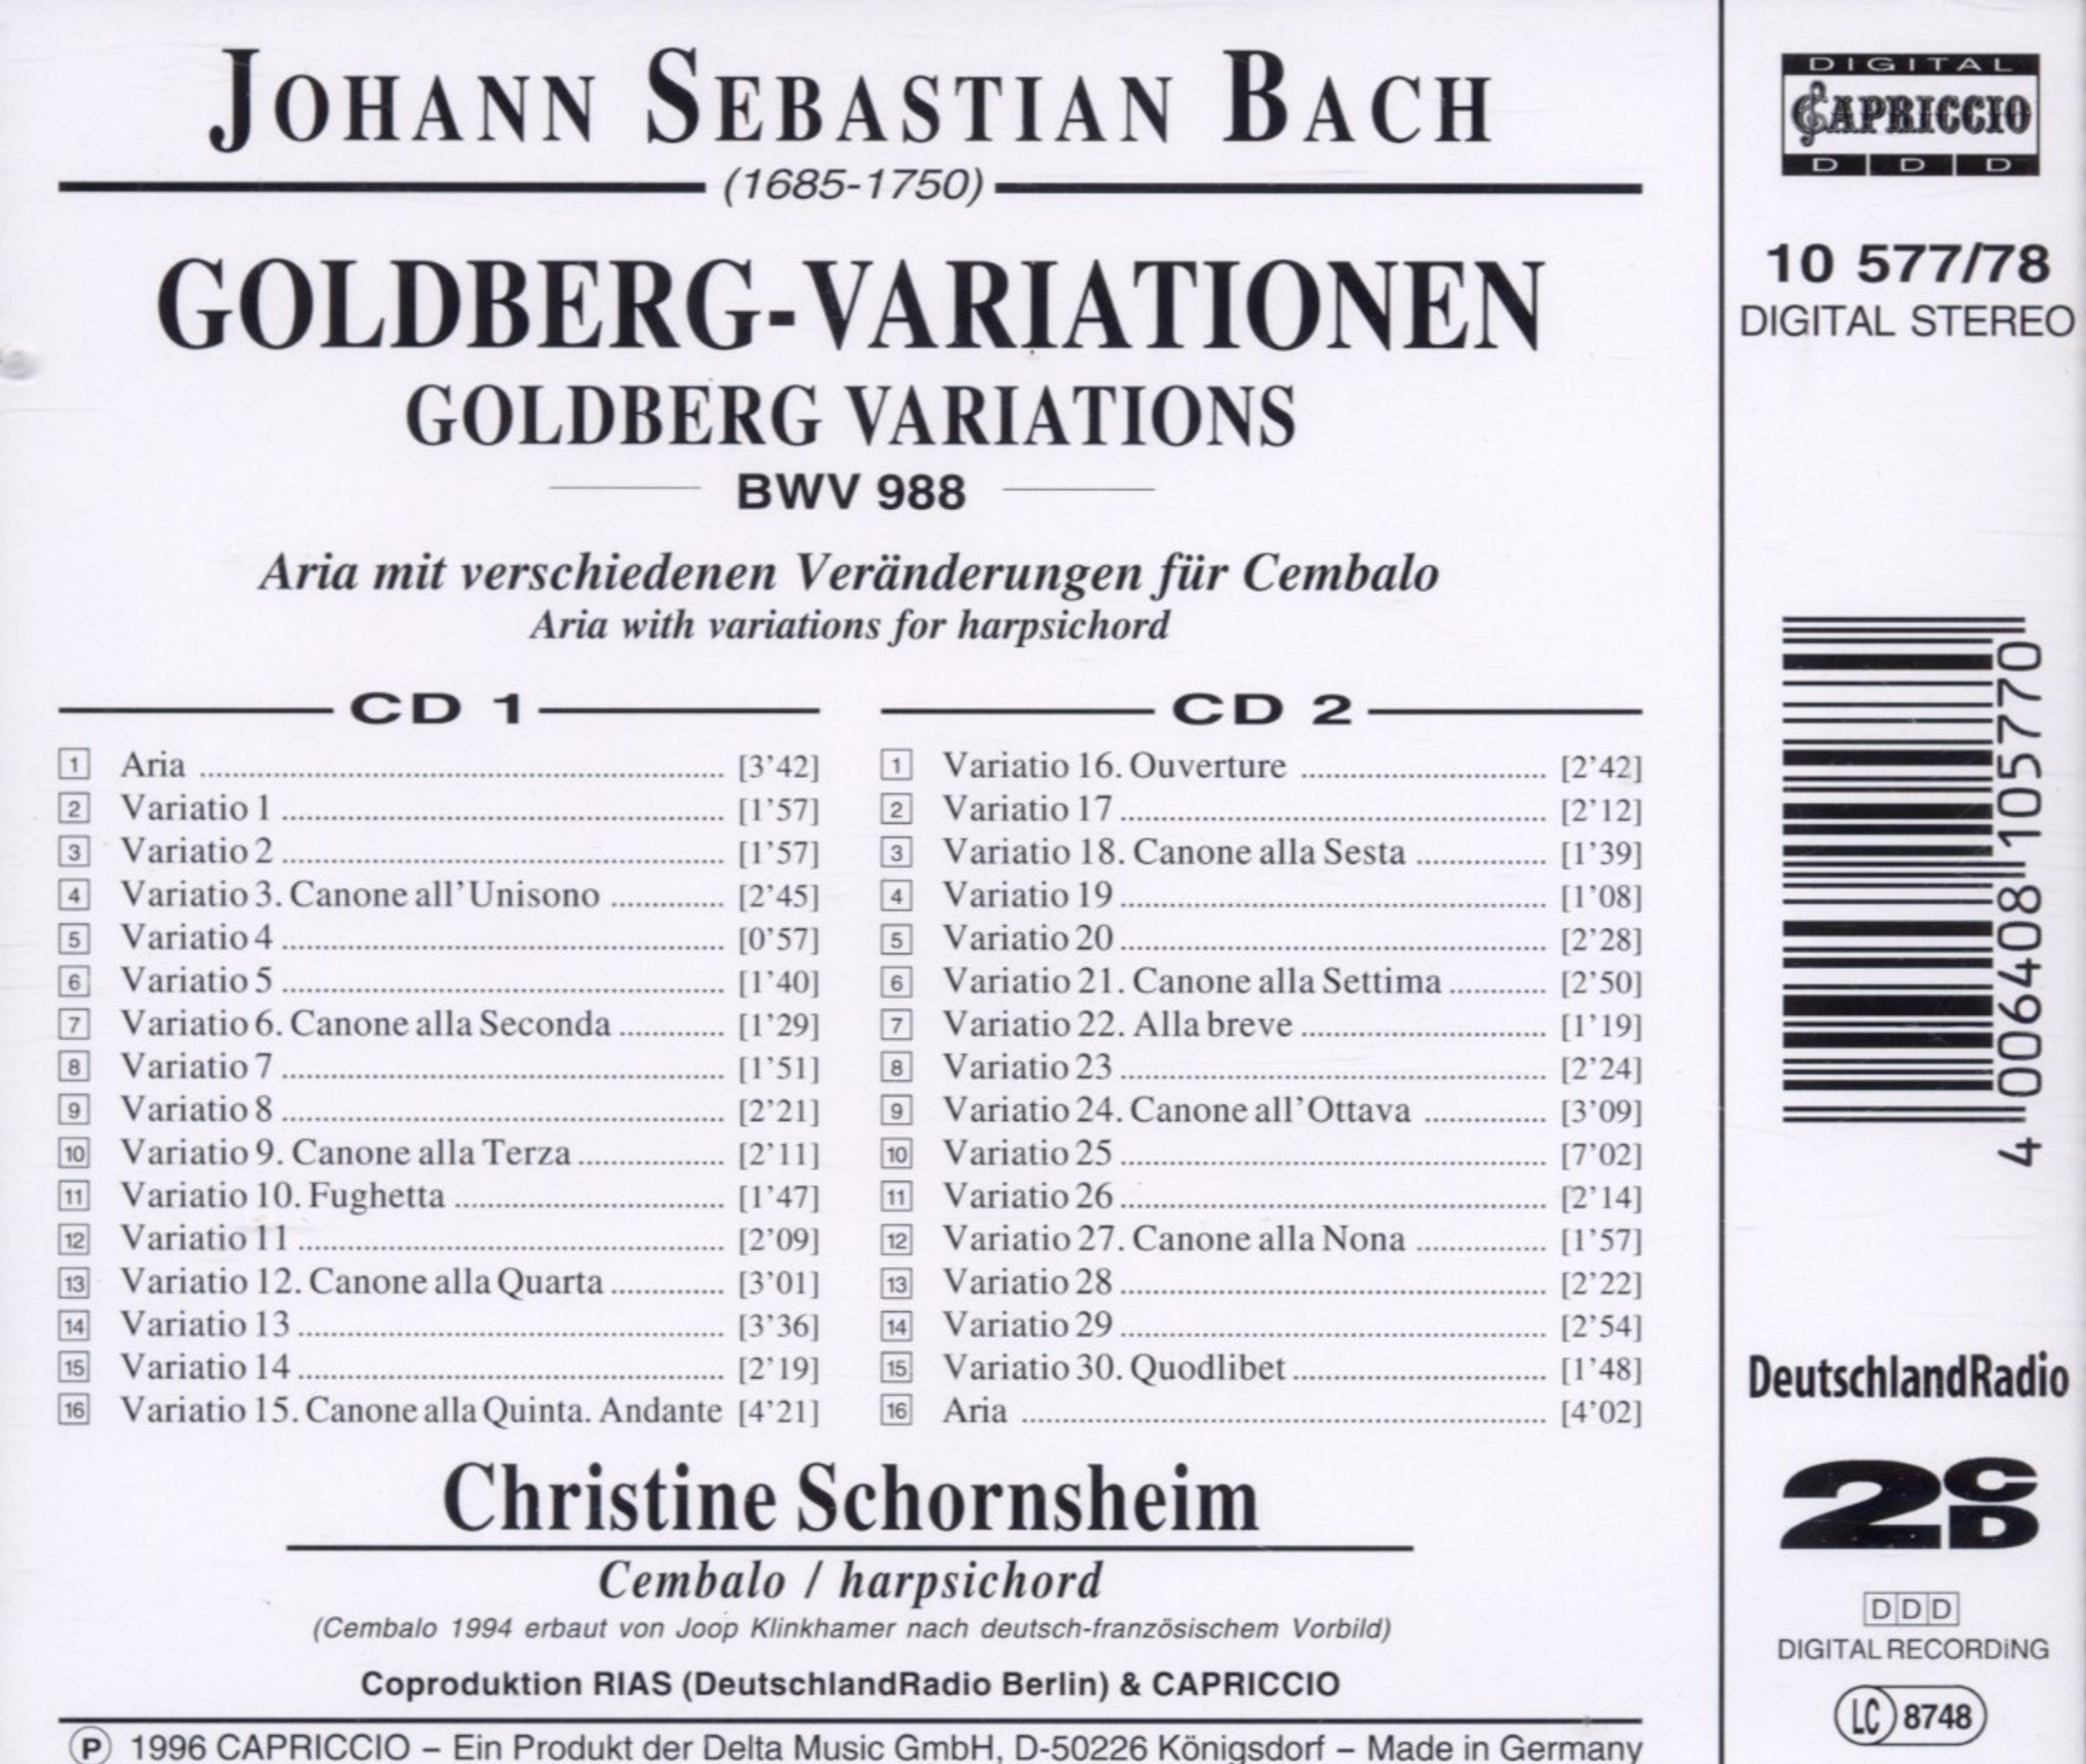 JOHANN SEBASTIAN BACH
(1685-1750)
GOLDBERG-VARIATIONEN
GOLDBERG VARIATIONS
BWV 988
Aria mit verschiedenen Veränderungen für Cembalo
Aria with variations for harpsichord
CD 1
1 Aria [3'42]
2 Variatio 1 [1'57]
3 Variatio 2 [1'57]
4 Variatio 3. Canone all'Unisono [2'45]
5 Variatio 4 [0'57]
6 Variatio 5 [1'40]
7 Variatio 6. Canone alla Seconda [1'29]
8 Variatio 7 [1'51]
9 Variatio 8 [2'21]
10 Variatio 9. Canone alla Terza [2'11]
11 Variatio 10. Fughetta [1'47]
12 Variatio 11 [2'09]
13 Variatio 12. Canone alla Quarta [3'01]
14 Variatio 13 [3'36]
15 Variatio 14 [2'19]
16 Variatio 15. Canone alla Quinta. Andante [4'21]
CD 2
1 Variatio 16. Ouverture [2'42]
2 Variatio 17 [2'12]
3 Variatio 18. Canone alla Sesta [1'39]
4 Variatio 19 [1'08]
5 Variatio 20 [2'28]
6 Variatio 21. Canone alla Settima [2'50]
7 Variatio 22. Alla breve [1'19]
8 Variatio 23 [2'24]
9 Variatio 24. Canone all'Ottava [3'09]
10 Variatio 25 [7'02]
11 Variatio 26 [2'14]
12 Variatio 27. Canone alla Nona [1'57]
13 Variatio 28 [2'22]
14 Variatio 29 [2'54]
15 Variatio 30. Quodlibet [1'48]
16 Aria [4'02]
Christine Schornsheim
Cembalo / harpsichord
(Cembalo 1994 erbaut von Joop Klinkhamer nach deutsch-französischem Vorbild)
Coproduktion RIAS (DeutschlandRadio Berlin) & CAPRICCIO
Ⓟ 1996 CAPRICCIO – Ein Produkt der Delta Music GmbH, D-50226 Königsdorf – Made in Germany
DIGITAL
CAPRICCIO
D D D
10 577/78
DIGITAL STEREO
4 006408 105770
DeutschlandRadio
2CD
DDD
DIGITAL RECORDiNG
LC 8748